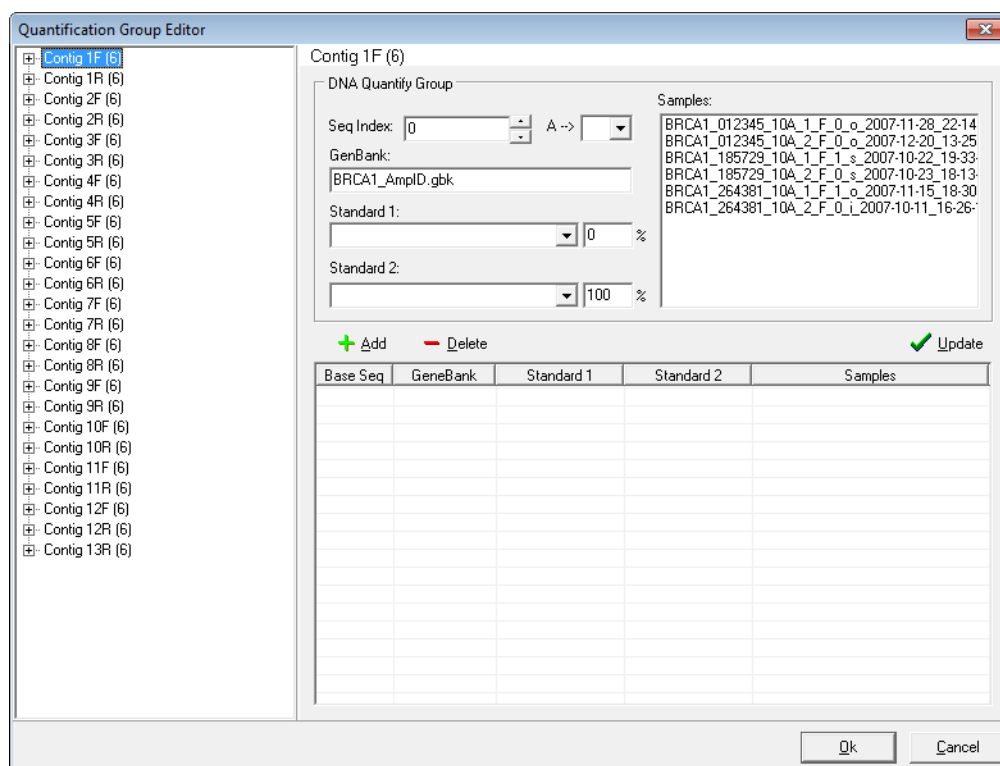 Quantification Group Editor
Contig 1F (6)
Contig 1R (6)
Contig 2F (6)
Contig 2R (6)
Contig 3F (6)
Contig 3R (6)
Contig 4F (6)
Contig 4R (6)
Contig 5F (6)
Contig 5R (6)
Contig 6F (6)
Contig 6R (6)
Contig 7F (6)
Contig 7R (6)
Contig 8F (6)
Contig 8R (6)
Contig 9F (6)
Contig 9R (6)
Contig 10F (6)
Contig 10R (6)
Contig 11F (6)
Contig 11R (6)
Contig 12F (6)
Contig 12R (6)
Contig 13R (6)
Contig 1F (6)
DNA Quantify Group
Seq Index: 0 A -->
GenBank:
BRCA1_AmpID.gbk
Standard 1:
0 %
Standard 2:
100 %
Samples:
BRCA1_012345_10A_1_F_0_o_2007-11-28_22-14
BRCA1_012345_10A_2_F_0_o_2007-12-20_13-25
BRCA1_185729_10A_1_F_1_s_2007-10-22_19-33-
BRCA1_185729_10A_2_F_0_s_2007-10-23_18-13-
BRCA1_264381_10A_1_F_1_o_2007-11-15_18-30
BRCA1_264381_10A_2_F_0_i_2007-10-11_16-26-
Add Delete Update
Base Seq GeneBank Standard 1 Standard 2 Samples
Ok Cancel